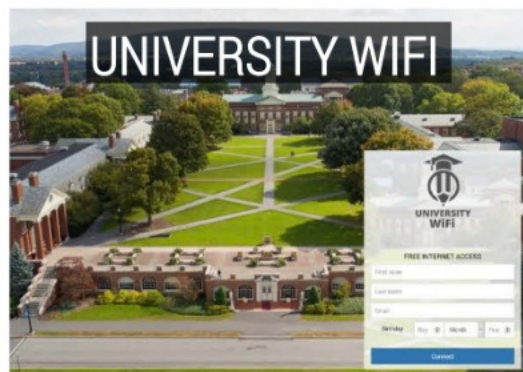 UNIVERSITY WIFI
UNIVERSITY
WiFi
FREE INTERNET ACCESS
First name
Last name
Email
Birthday Day Month Year
Connect